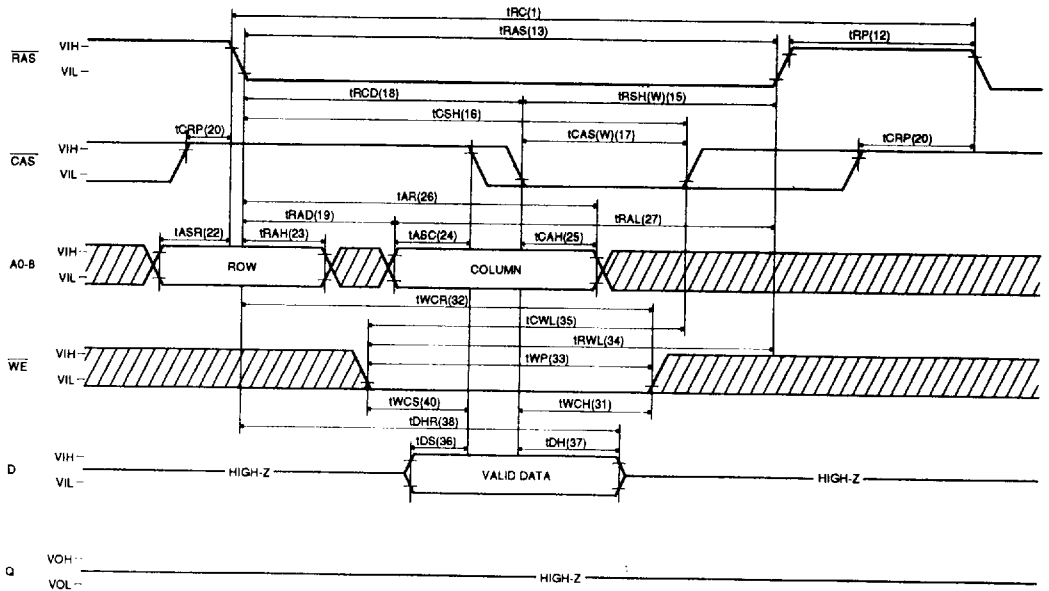 tRC(1)
tRAS(13)
tRP(12)
RAS
VIH
VIL
tRCD(18)
tRSH(W)(15)
tCSH(16)
tCRP(20)
tCAS(W)(17)
tCRP(20)
CAS
VIH
VIL
tAR(26)
tRAD(19)
tRAL(27)
tASR(22)
tRAH(23)
tASC(24)
tCAH(25)
A0-8
VIH
VIL
ROW
COLUMN
tWCR(32)
tCWL(35)
tRWL(34)
tWP(33)
WE
VIH
VIL
tWCS(40)
tWCH(31)
tDHR(38)
tDS(36)
tDH(37)
D
VIH
VIL
HIGH-Z
VALID DATA
HIGH-Z
Q
VOH
VOL
HIGH-Z